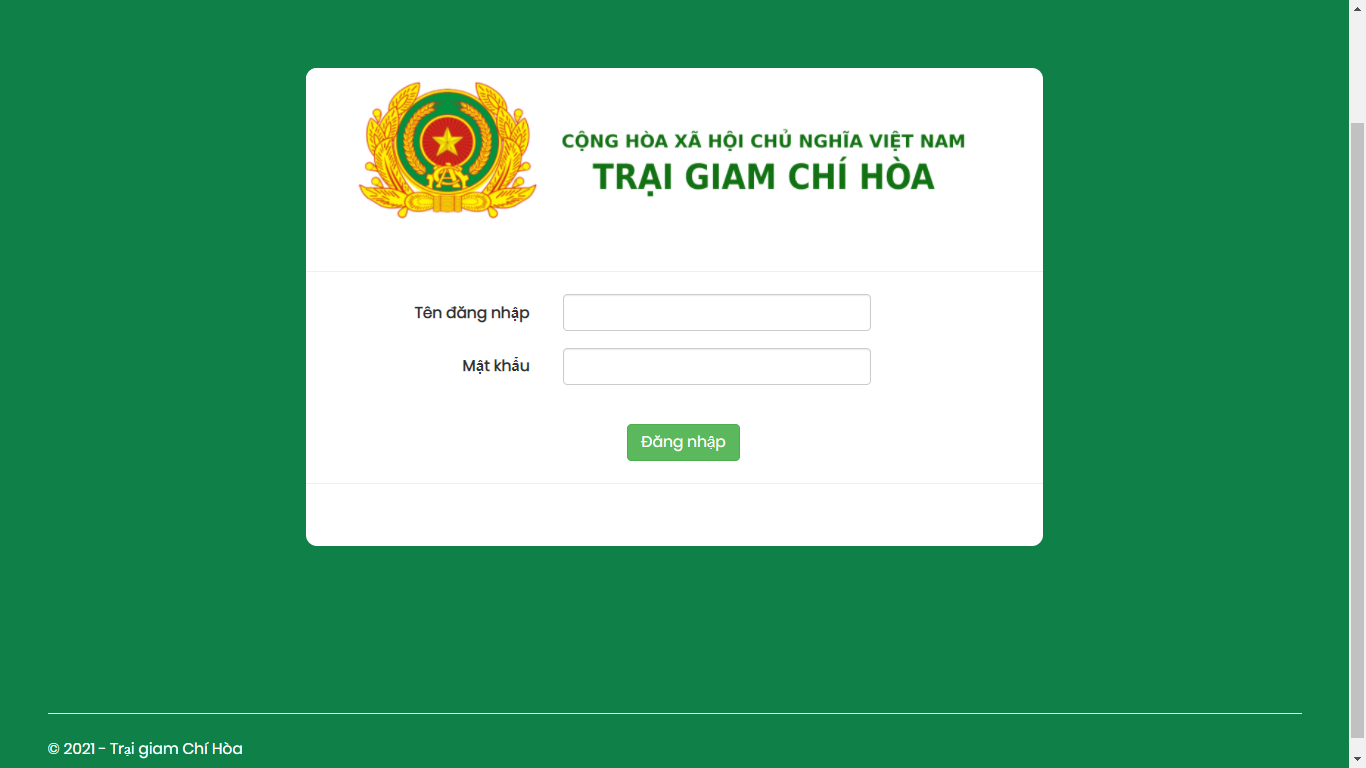 CỘNG HÒA XÃ HỘI CHỦ NGHĨA VIỆT NAM
TRẠI GIAM CHÍ HÒA
Tên đăng nhập
Mật khẩu
Đăng nhập
© 2021 - Trại giam Chí Hòa